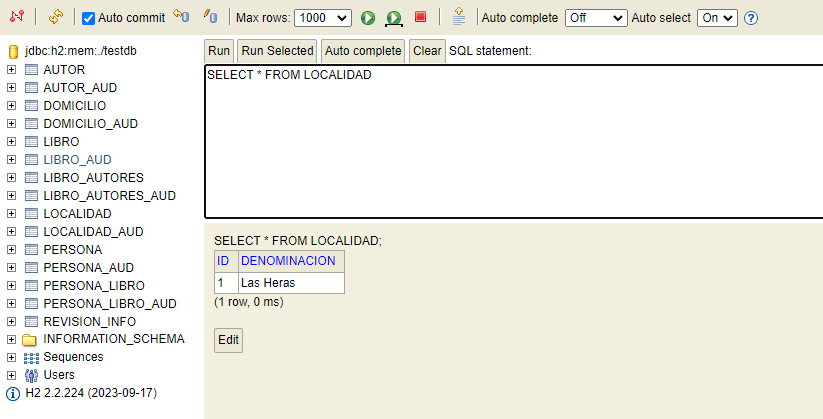 Auto commit Max rows: 1000 Auto complete Off Auto select On
jdbc:h2:mem:./testdb
AUTOR
AUTOR_AUD
DOMICILIO
DOMICILIO_AUD
LIBRO
LIBRO_AUD
LIBRO_AUTORES
LIBRO_AUTORES_AUD
LOCALIDAD
LOCALIDAD_AUD
PERSONA
PERSONA_AUD
PERSONA_LIBRO
PERSONA_LIBRO_AUD
REVISION_INFO
INFORMATION_SCHEMA
Sequences
Users
H2 2.2.224 (2023-09-17)
Run Run Selected Auto complete Clear SQL statement:
SELECT * FROM LOCALIDAD
SELECT * FROM LOCALIDAD;
ID DENOMINACION
1 Las Heras
(1 row, 0 ms)
Edit